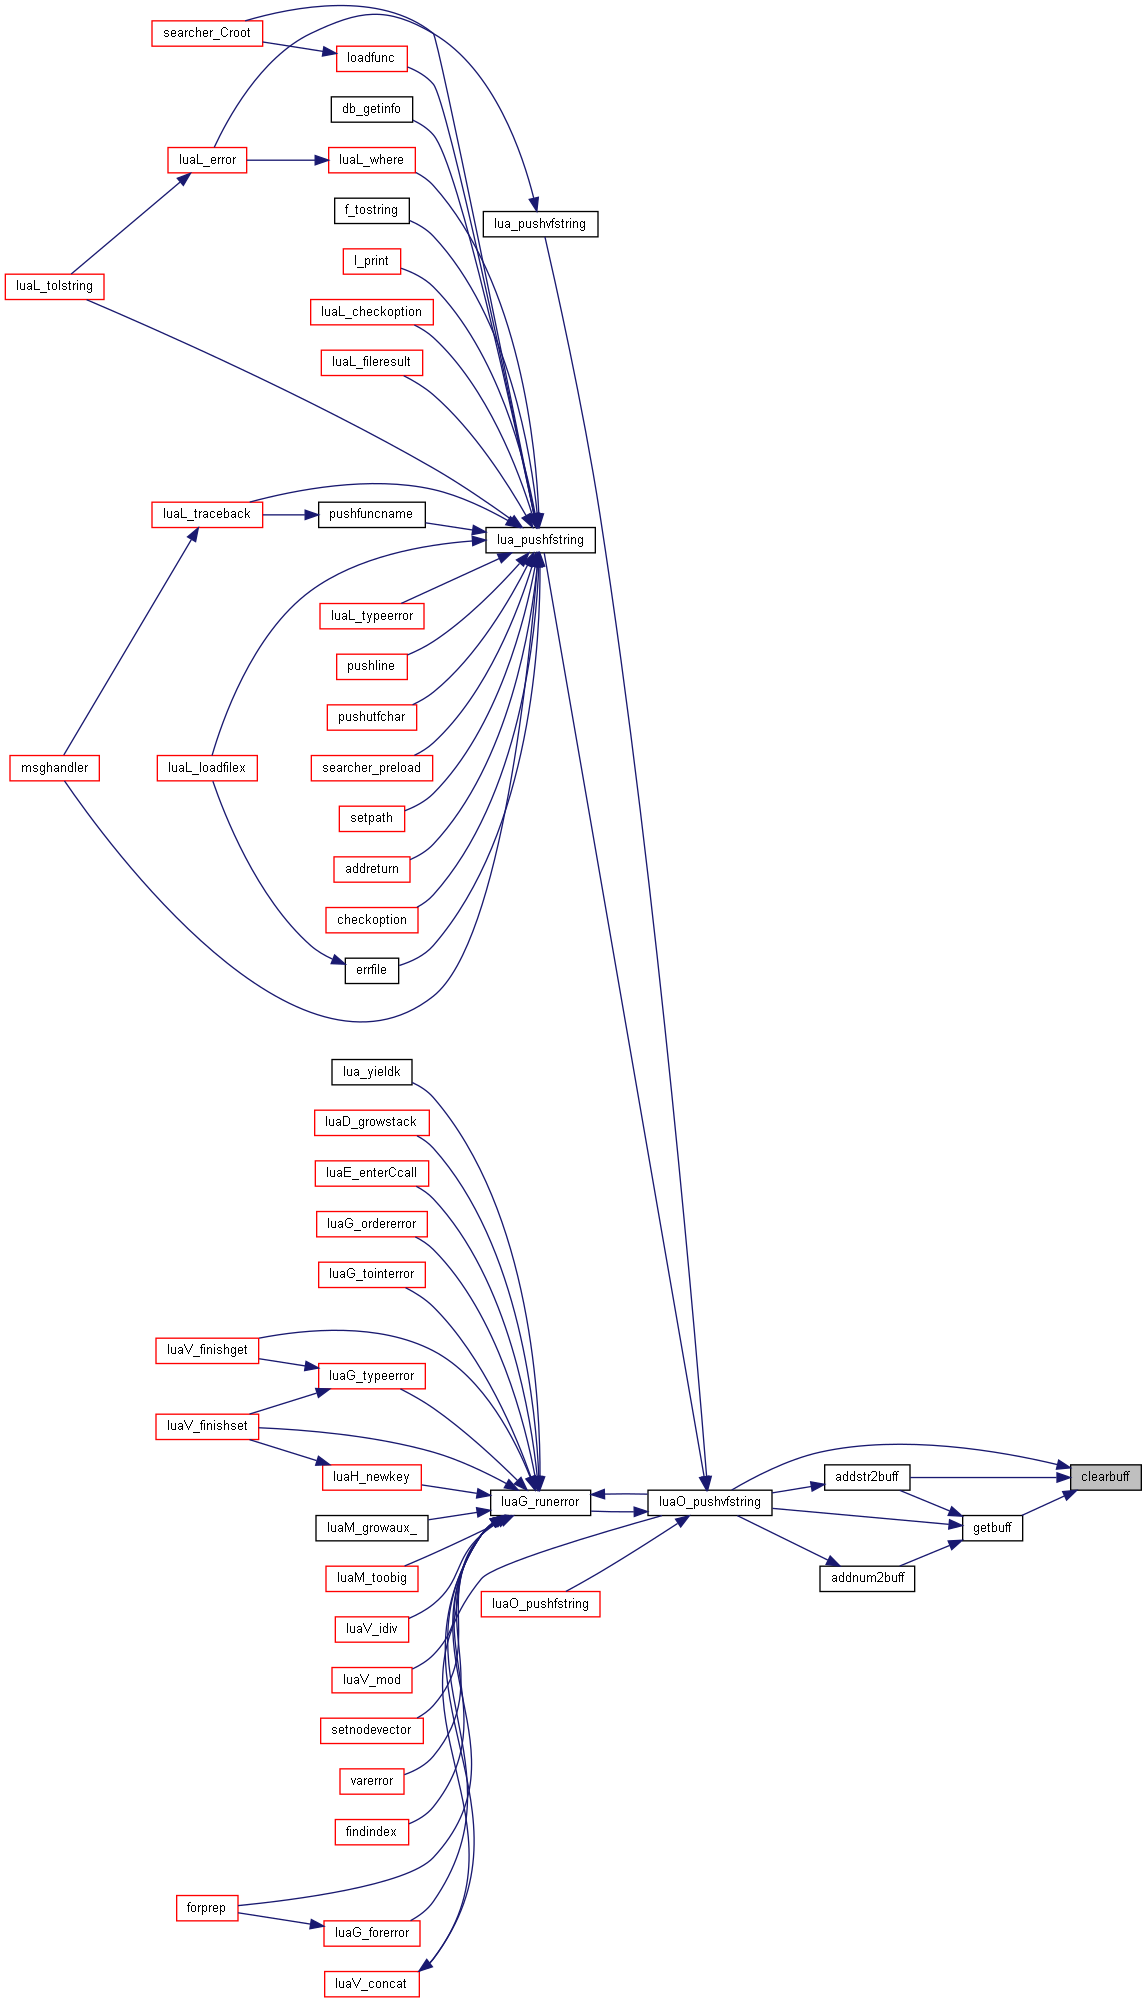 searcher_Croot
loadfunc
db_getinfo
luaL_error
luaL_where
f_tostring
lua_pushvfstring
l_print
luaL_tolstring
luaL_checkoption
luaL_fileresult
luaL_traceback
pushfuncname
lua_pushfstring
luaL_typeerror
pushline
pushutfchar
msghandler
luaL_loadfilex
searcher_preload
setpath
addreturn
checkoption
errfile
lua_yieldk
luaD_growstack
luaE_enterCcall
luaG_ordererror
luaG_tointerror
luaV_finishget
luaG_typeerror
luaV_finishset
luaH_newkey
addstr2buff
clearbuff
luaG_runerror
luaO_pushvfstring
luaM_growaux_
getbuff
luaM_toobig
addnum2buff
luaO_pushfstring
luaV_idiv
luaV_mod
setnodevector
varerror
findindex
forprep
luaG_forerror
luaV_concat